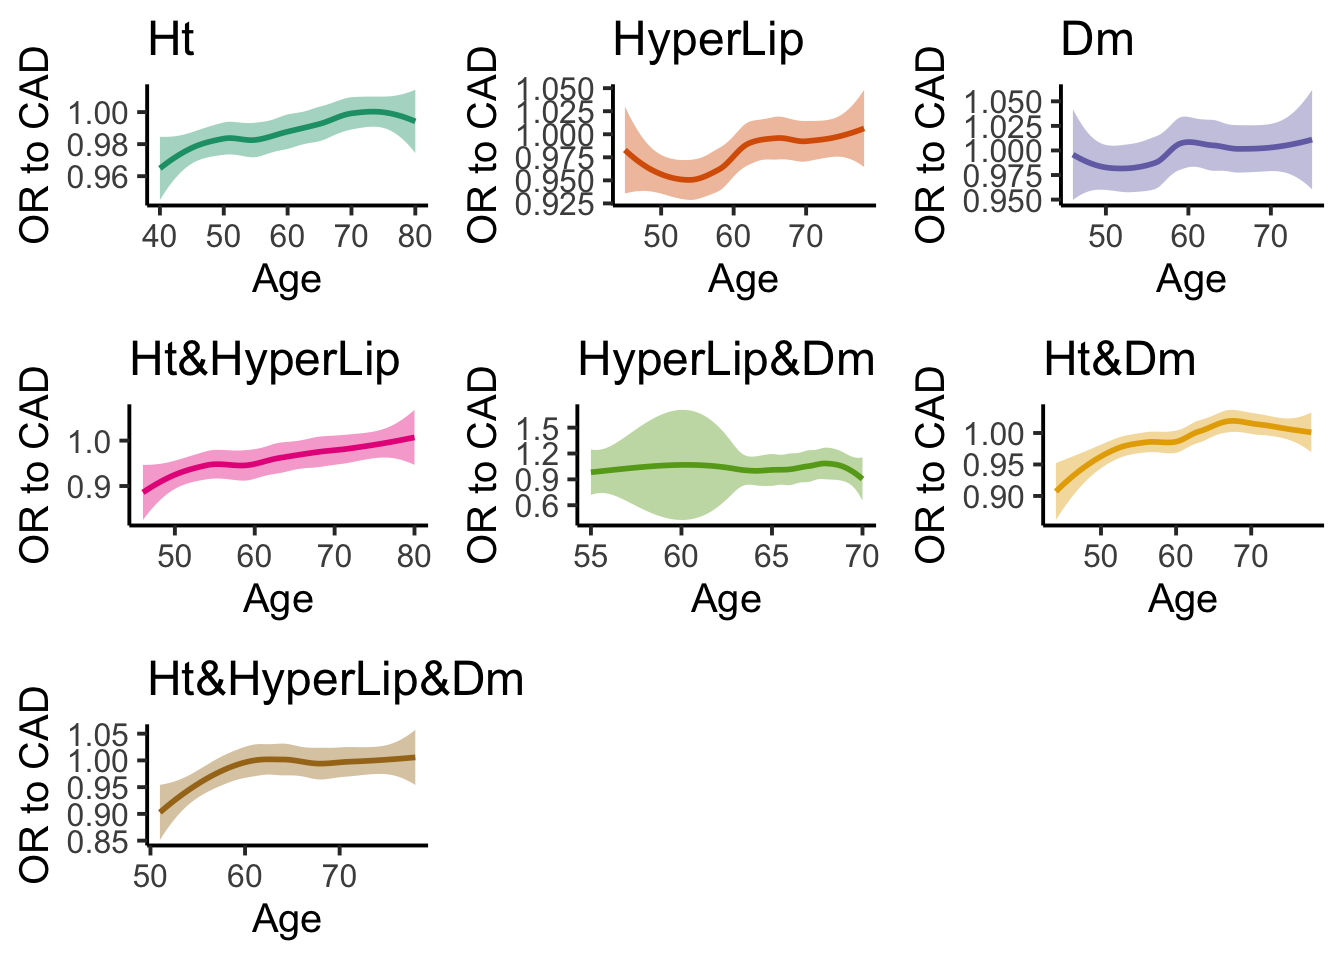 Ht
OR to CAD
1.00
0.98
0.96
40 50 60 70 80
Age
HyperLip
OR to CAD
1.050
1.025
1.000
0.975
0.950
0.925
50 60 70
Age
Dm
OR to CAD
1.050
1.025
1.000
0.975
0.950
50 60 70
Age
Ht&HyperLip
OR to CAD
1.0
0.9
50 60 70 80
Age
HyperLip&Dm
OR to CAD
1.5
1.2
0.9
0.6
55 60 65 70
Age
Ht&Dm
OR to CAD
1.00
0.95
0.90
50 60 70
Age
Ht&HyperLip&Dm
OR to CAD
1.05
1.00
0.95
0.90
0.85
50 60 70
Age